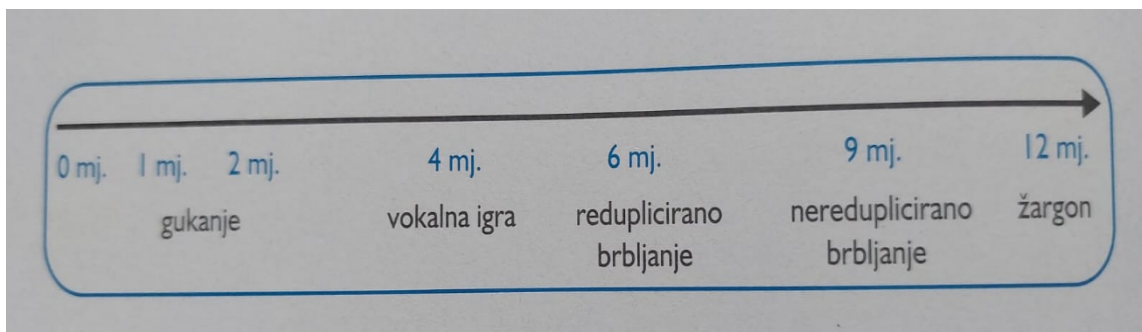 0 mj. 1 mj. 2 mj. 4 mj. 6 mj. 9 mj. 12 mj.
gukanje vokalna igra reduplicirano nereduplicirano žargon
brbljanje brbljanje